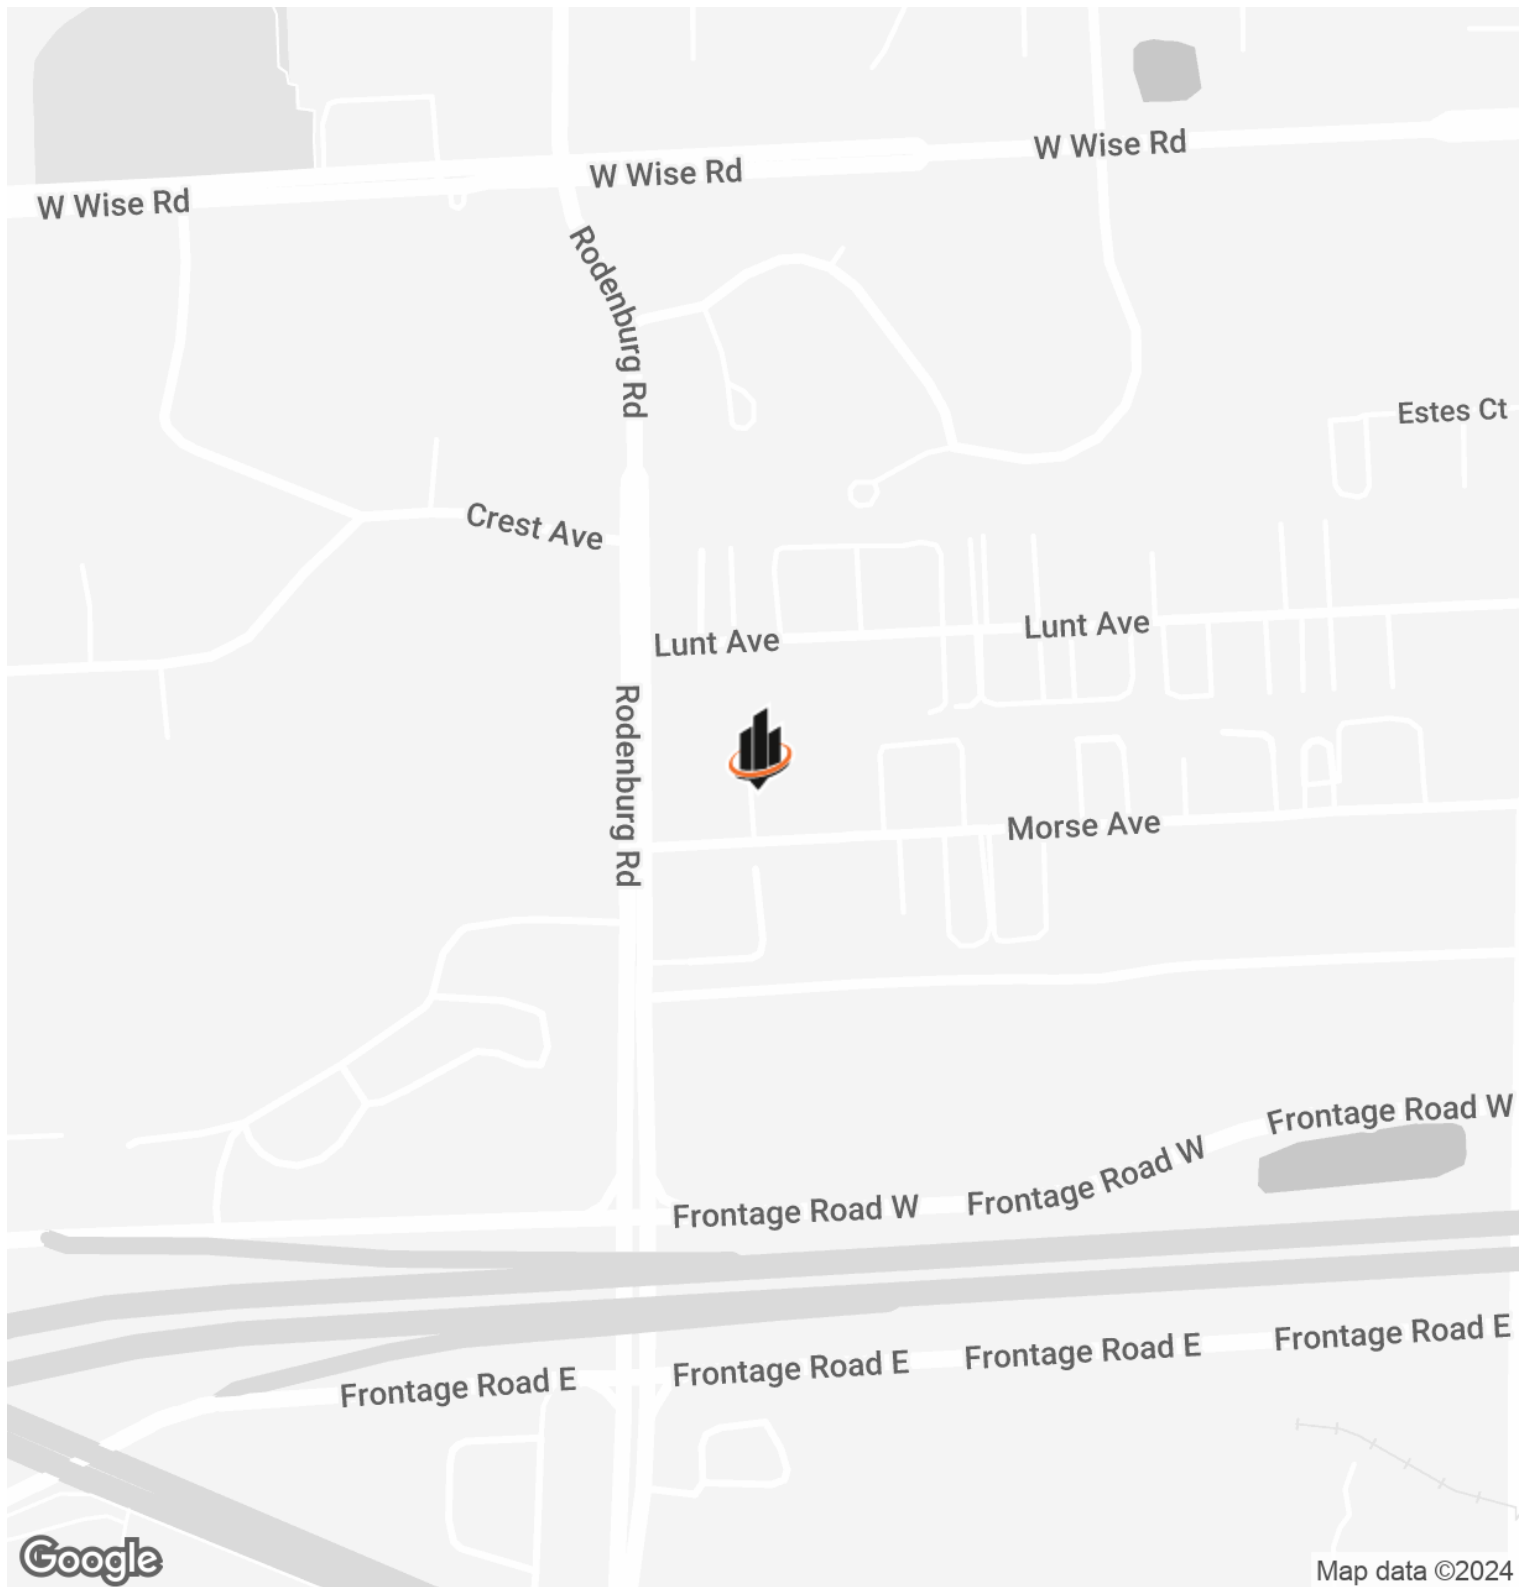 W Wise Rd
W Wise Rd
W Wise Rd
Rodenburg Rd
Estes Ct
Crest Ave
Lunt Ave
Lunt Ave
Rodenburg Rd
Morse Ave
Frontage Road W
Frontage Road W
Frontage Road W
Frontage Road E
Frontage Road E
Frontage Road E
Frontage Road E
Google
Map data ©2024